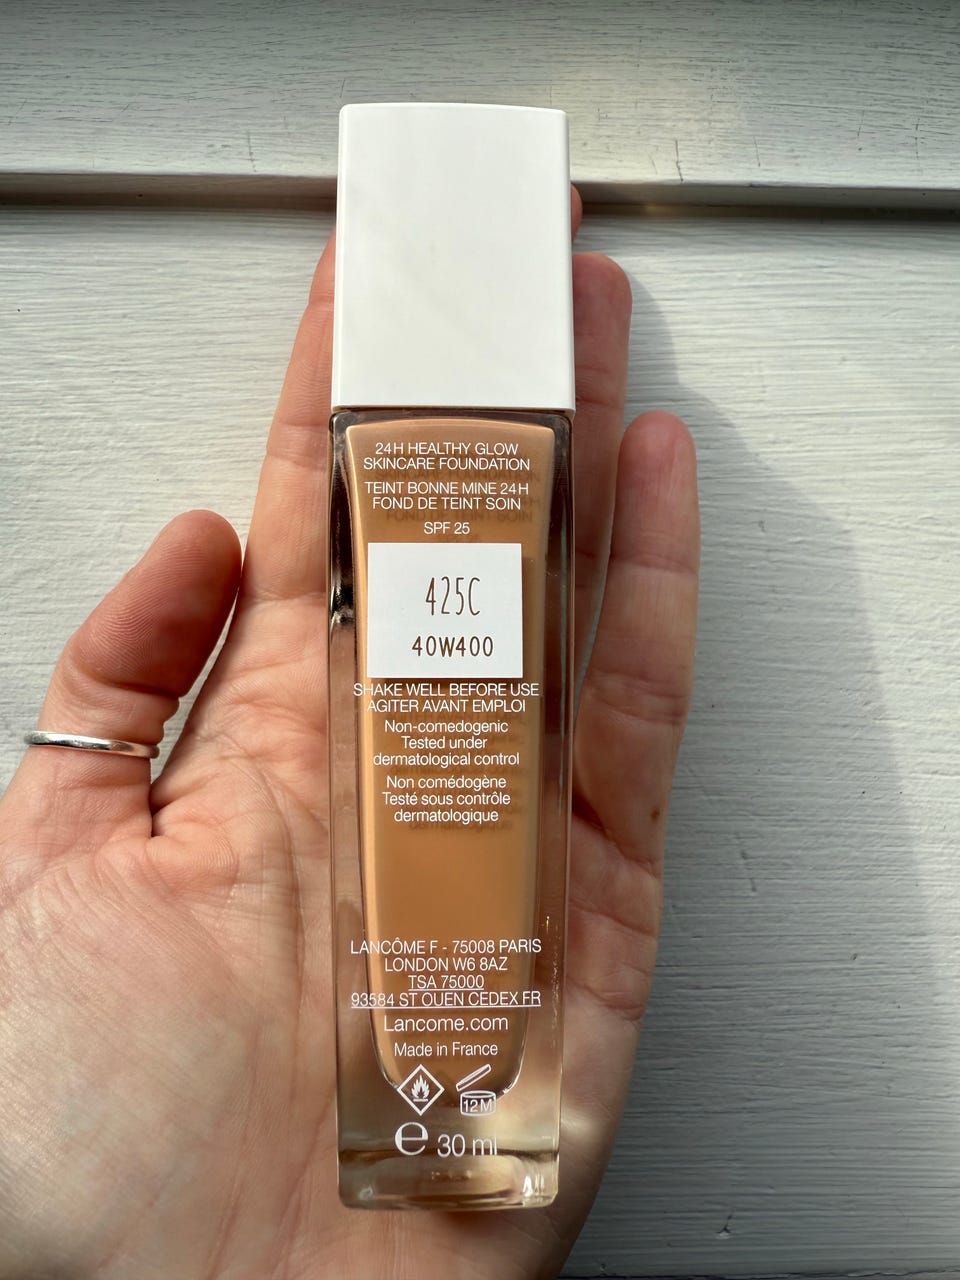 24H HEALTHY GLOW
SKINCARE FOUNDATION
TEINT BONNE MINE 24H
FOND DE TEINT SOIN
SPF 25
425C
40W400
SHAKE WELL BEFORE USE
AGITER AVANT EMPLOI
Non-comedogenic
Tested under
dermatological control
Non comédogène
Testé sous contrôle
dermatologique
LANCÔME F - 75008 PARIS
LONDON W6 8AZ
TSA 75000
93584 ST OUEN CEDEX FR
Lancome.com
Made in France
12M
e 30 ml